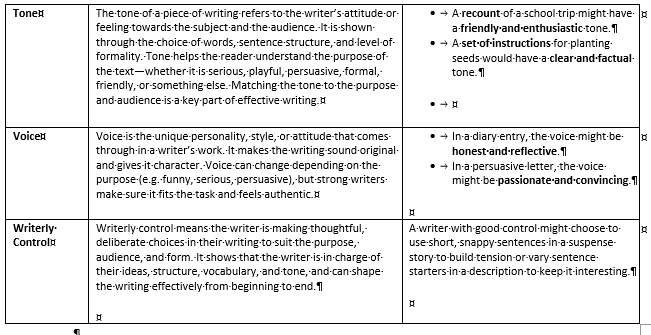 Tone
The tone of a piece of writing refers to the writer's attitude or
feeling towards the subject and the audience. It is shown
through the choice of words, sentence structure, and level of
formality. Tone helps the reader understand the purpose of
the text—whether it is serious, playful, persuasive, formal,
friendly, or something else. Matching the tone to the purpose
and audience is a key part of effective writing.
A recount of a school trip might have
a friendly and enthusiastic tone.
A set of instructions for planting
seeds would have a clear and factual
tone.
Voice
Voice is the unique personality, style, or attitude that comes
through in a writer's work. It makes the writing sound original
and gives it character. Voice can change depending on the
purpose (e.g. funny, serious, persuasive), but strong writers
make sure it fits the task and feels authentic.
In a diary entry, the voice might be
honest and reflective.
In a persuasive letter, the voice
might be passionate and convincing.
Writerly
Control
Writerly control means the writer is making thoughtful,
deliberate choices in their writing to suit the purpose,
audience, and form. It shows that the writer is in charge of
their ideas, structure, vocabulary, and tone, and can shape
the writing effectively from beginning to end.
A writer with good control might choose to
use short, snappy sentences in a suspense
story to build tension or vary sentence
starters in a description to keep it interesting.